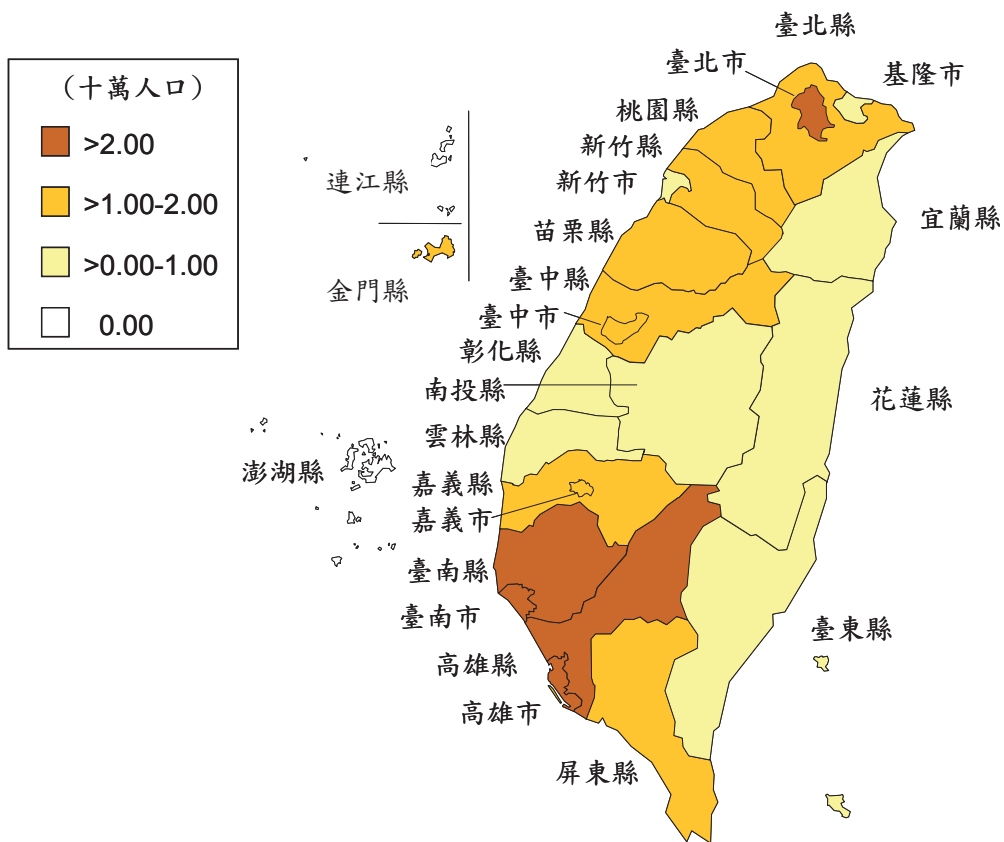 (十萬人口)
>2.00
>1.00-2.00
>0.00-1.00
0.00
臺北縣
臺北市
基隆市
桃園縣
新竹縣
新竹市
宜蘭縣
苗栗縣
連江縣
金門縣
臺中縣
臺中市
彰化縣
南投縣
花蓮縣
雲林縣
澎湖縣
嘉義縣
嘉義市
臺南縣
臺南市
臺東縣
高雄縣
高雄市
屏東縣